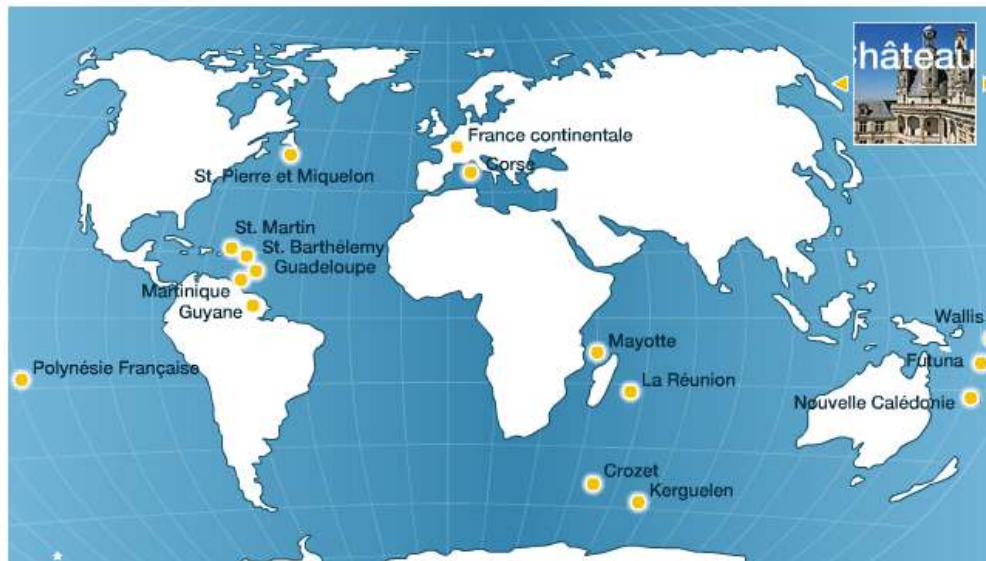 Château
France continentale
Corse
St. Pierre et Miquelon
St. Martin
St. Barthélemy
Guadeloupe
Martinique
Guyane
Wallis
Mayotte
Futuna
Polynésie Française
La Réunion
Nouvelle Calédonie
Crozet
Kerguelen